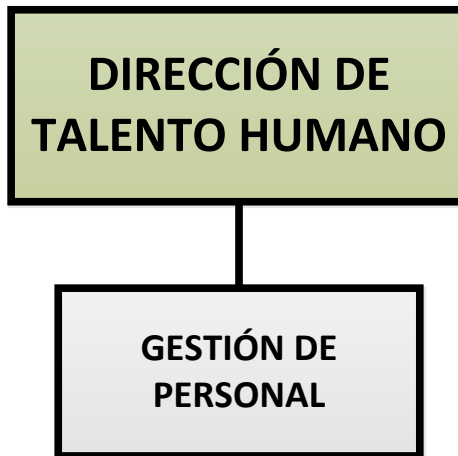 DIRECCIÓN DE
TALENTO HUMANO
GESTIÓN DE
PERSONAL